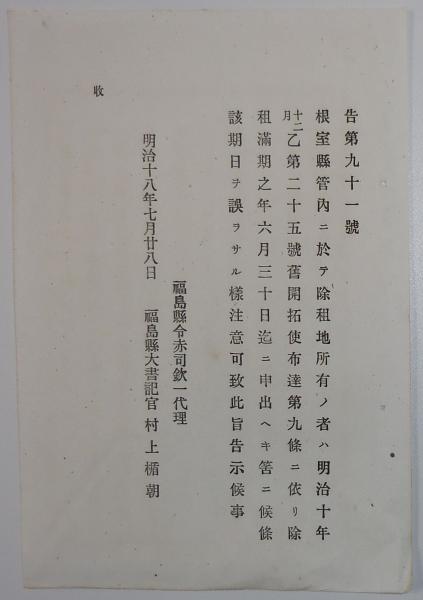 告第九十一號
根室縣管內ニ於テ除租地所有ノ者ハ明治十年
十二月乙第二十五號舊開拓使布達第九條ニ依リ除
租滿期之年六月三十日迄ニ申出ヘキ筈ニ候條
該期日ヲ誤ラサル樣注意可致此旨告示候事
福島縣令赤司欽一代理
明治十八年七月廿八日 福島縣大書記官 村上楯朝
收